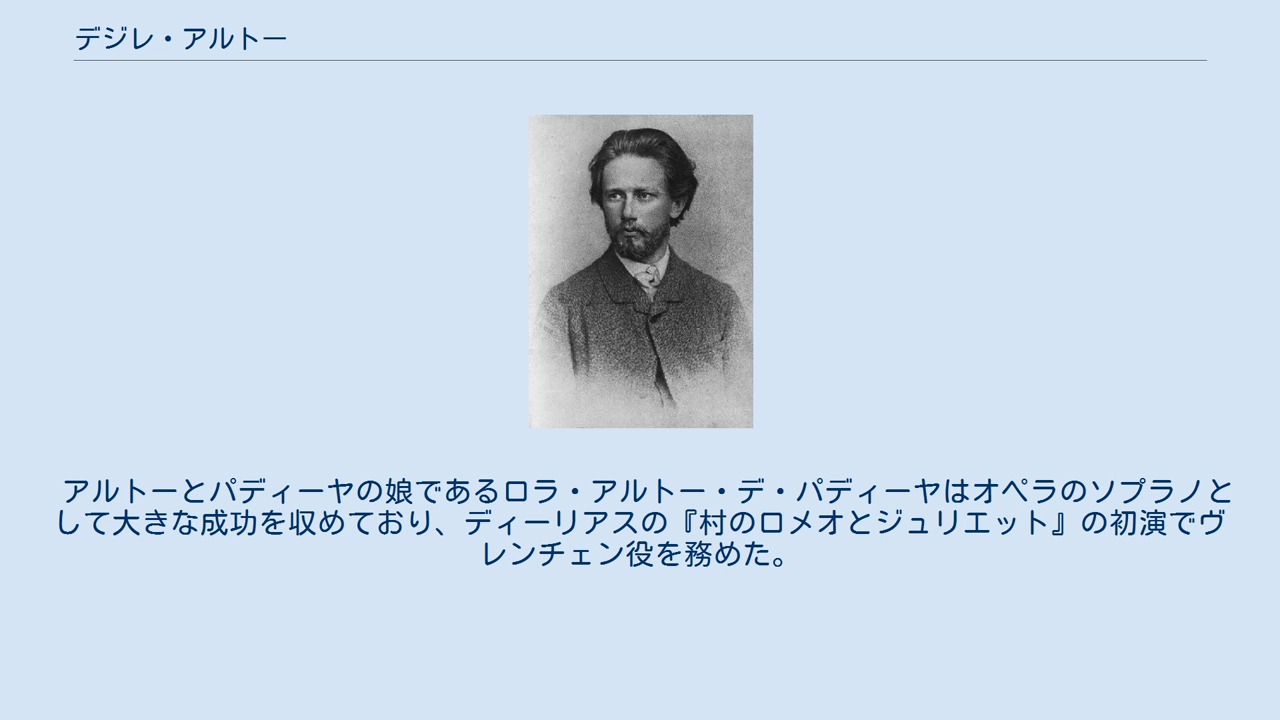 デジレ・アルトー
アルトーとパディーヤの娘であるロラ・アルトー・デ・パディーヤはオペラのソプラノと
して大きな成功を収めており、ディーリアスの『村のロメオとジュリエット』の初演でヴ
レンチェン役を務めた。